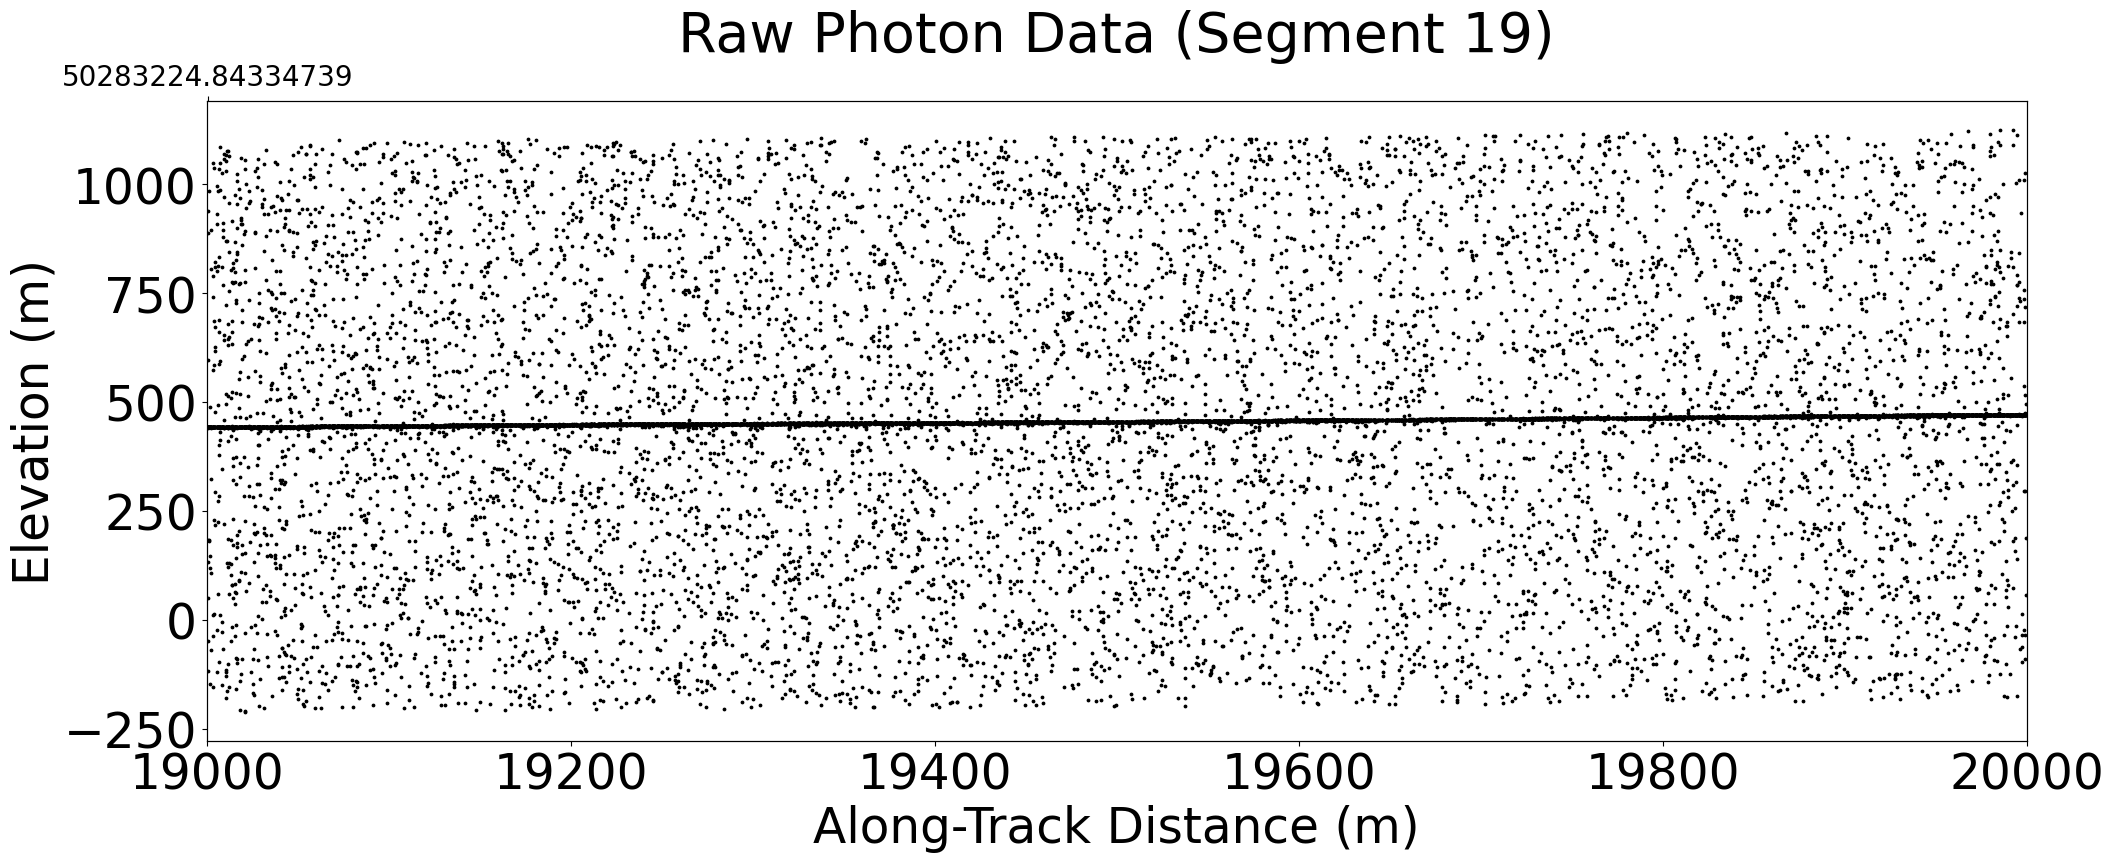 Raw Photon Data (Segment 19)
50283224.84334739
1000
750
500
250
0
−250
Elevation (m)
19000 19200 19400 19600 19800 20000
Along-Track Distance (m)